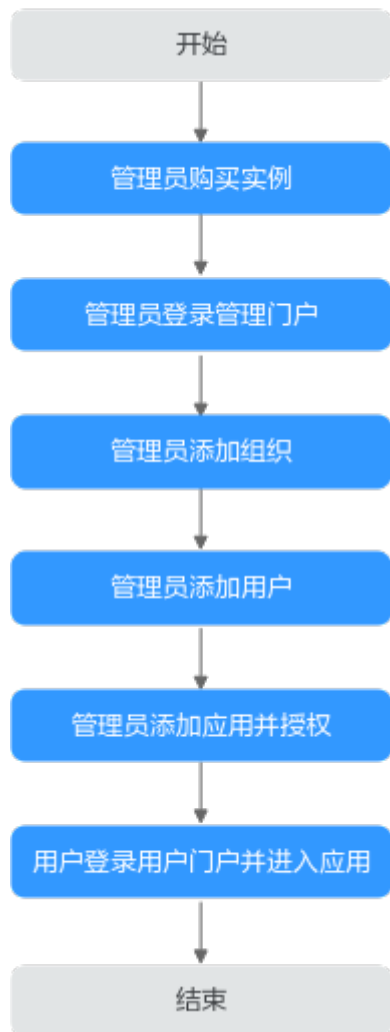 开始
管理员购买实例
管理员登录管理门户
管理员添加组织
管理员添加用户
管理员添加应用并授权
用户登录用户门户并进入应用
结束